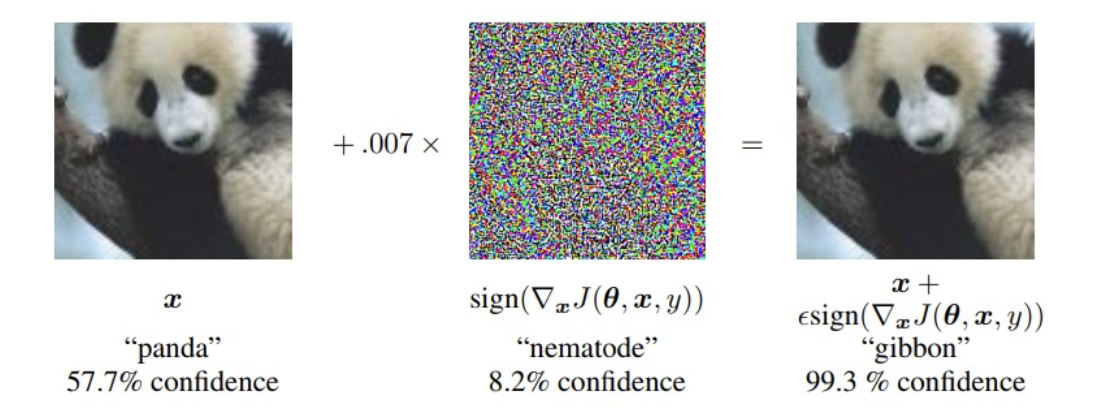 + .007 ×
=
x
sign(∇ₓJ(θ, x, y))
x +
ϵsign(∇ₓJ(θ, x, y))
“panda”
“nematode”
“gibbon”
57.7% confidence
8.2% confidence
99.3 % confidence